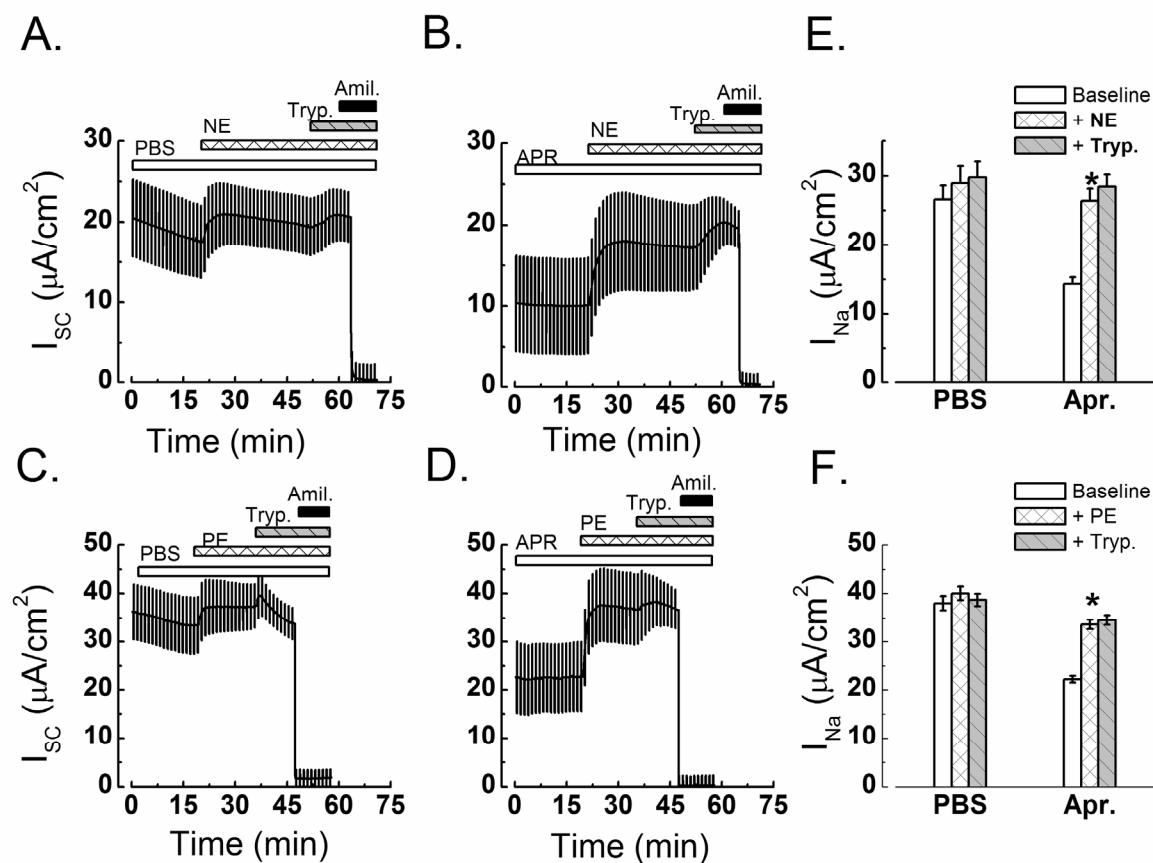 A.
Amil.
Tryp.
NE
PBS
30
20
10
0
I_SC (μA/cm²)
0 15 30 45 60 75
Time (min)
B.
Amil.
Tryp.
NE
APR
30
20
10
0
0 15 30 45 60 75
Time (min)
E.
Baseline
+ NE
+ Tryp.
*
30
20
10
0
I_Na (μA/cm²)
PBS Apr.
C.
Amil.
Tryp.
PE
PBS
50
40
30
20
10
0
I_SC (μA/cm²)
0 15 30 45 60 75
Time (min)
D.
Amil.
Tryp.
PE
APR
50
40
30
20
10
0
0 15 30 45 60 75
Time (min)
F.
Baseline
+ PE
+ Tryp.
*
50
40
30
20
10
0
I_Na (μA/cm²)
PBS Apr.